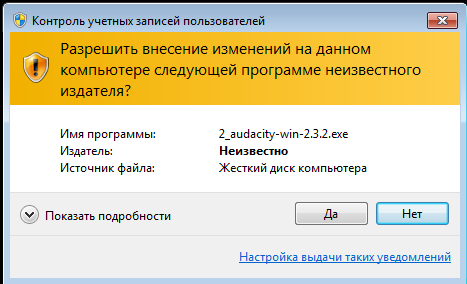 Контроль учетных записей пользователей
Разрешить внесение изменений на данном
компьютере следующей программе неизвестного
издателя?
Имя программы: 2_audacity-win-2.3.2.exe
Издатель: Неизвестно
Источник файла: Жесткий диск компьютера
Показать подробности Да Нет
Настройка выдачи таких уведомлений